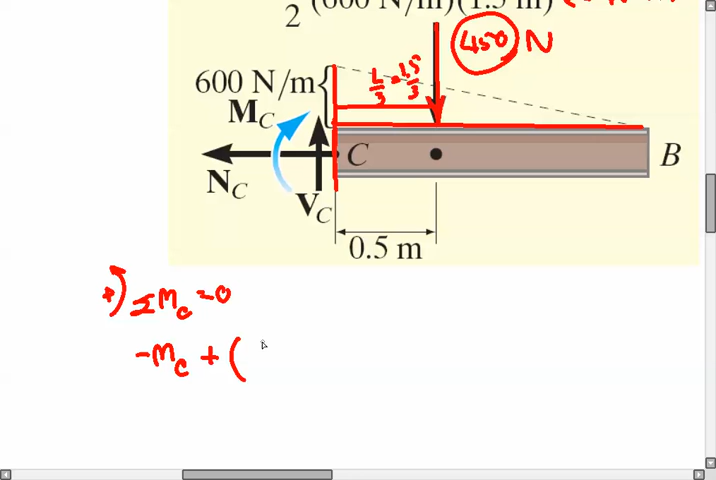 2 (600 N/m)(1.5 m)
450 N
600 N/m
L/3 = 1.5/3
M_C
C
B
N_C
V_C
0.5 m
+) ΣM_C = 0
-M_C + (